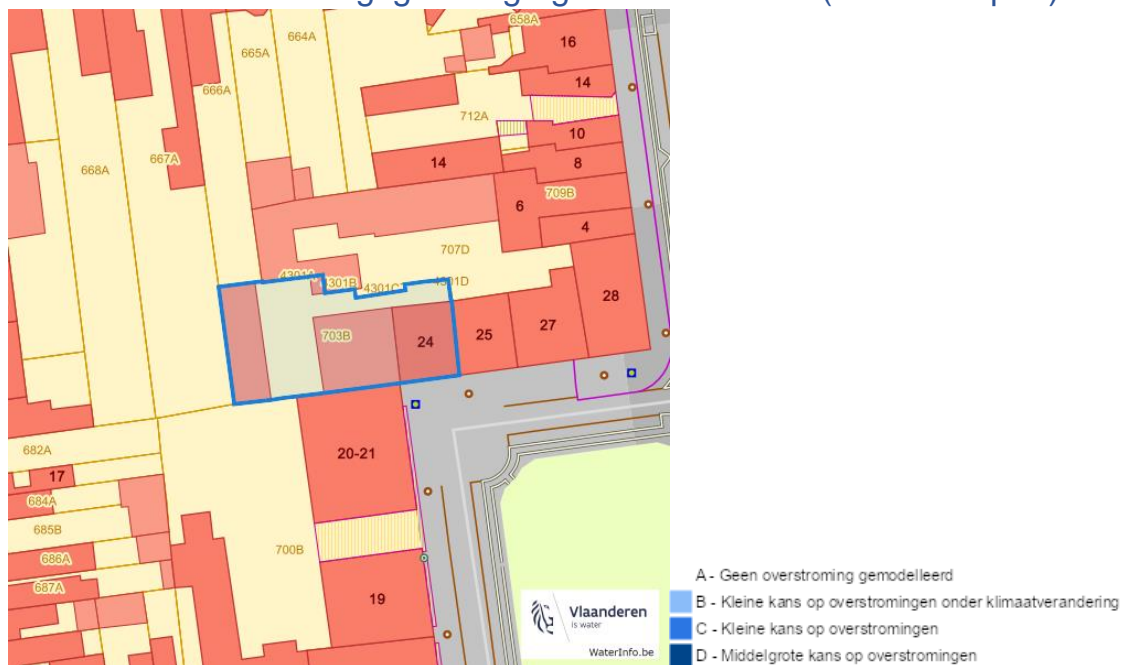 658A
664A
16
665A
14
666A
712A
10
667A
14
8
668A
6
709B
4
707D
4301A
4301B
4301C
4301D
28
703B
24
25
27
20-21
682A
17
684A
685B
700B
686A
687A
19
Vlaanderen
is water
WaterInfo.be
A - Geen overstroming gemodelleerd
B - Kleine kans op overstromingen onder klimaatverandering
C - Kleine kans op overstromingen
D - Middelgrote kans op overstromingen